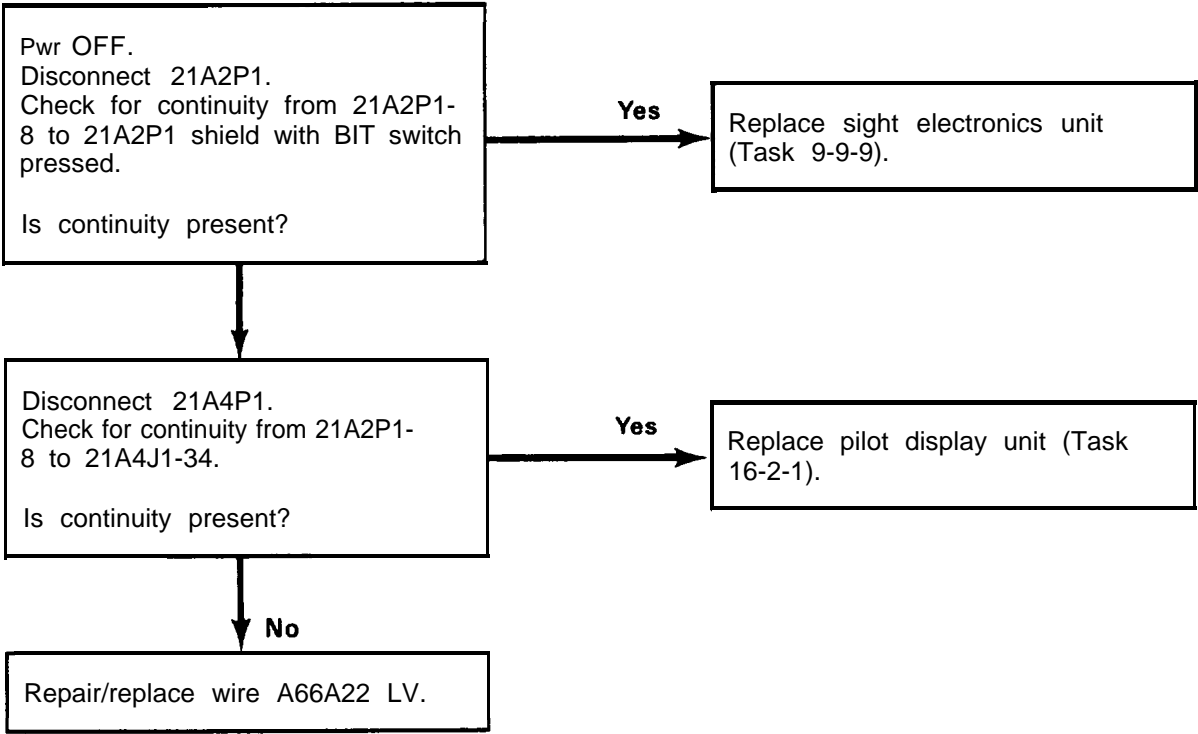 Pwr OFF.
Disconnect 21A2P1.
Check for continuity from 21A2P1-
8 to 21A2P1 shield with BIT switch
pressed.
Is continuity present?
Yes
Replace sight electronics unit
(Task 9-9-9).
Disconnect 21A4P1.
Check for continuity from 21A2P1-
8 to 21A4J1-34.
Is continuity present?
Yes
Replace pilot display unit (Task
16-2-1).
No
Repair/replace wire A66A22 LV.